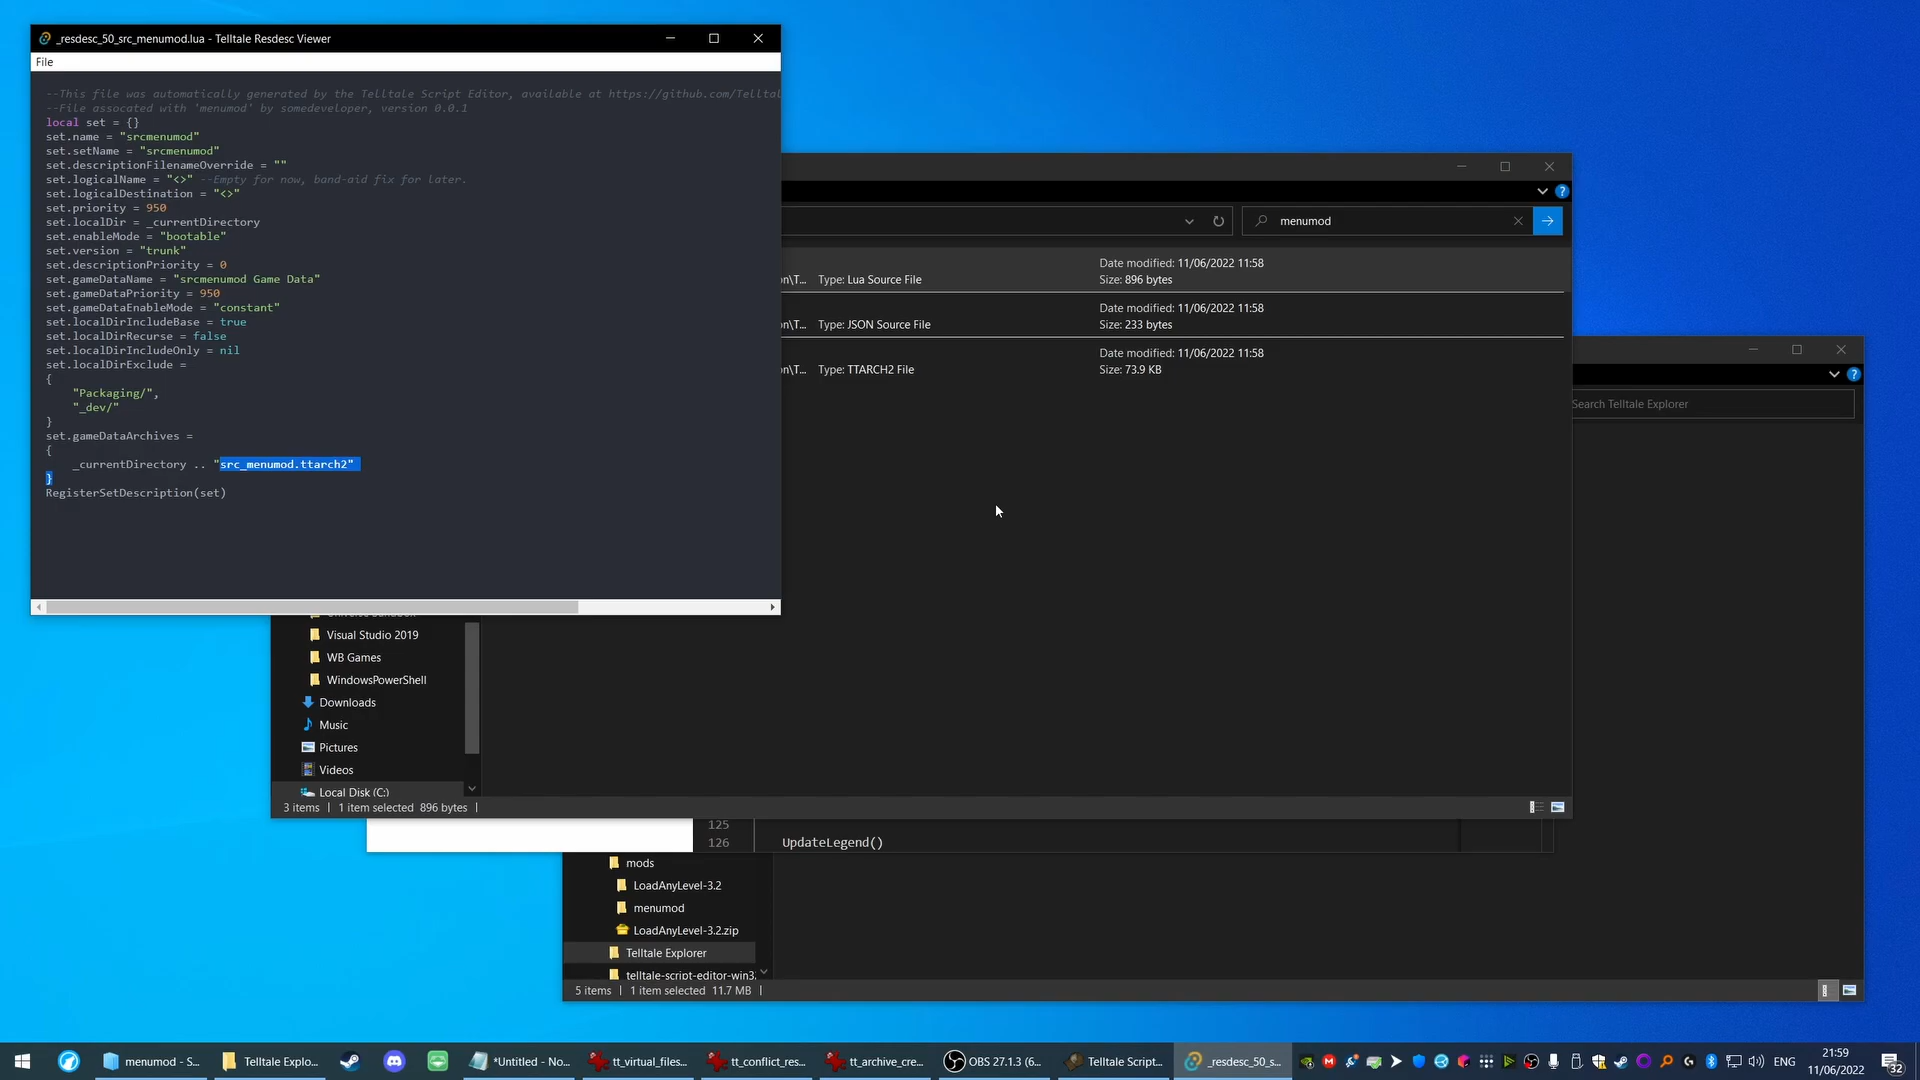 _resdesc_50_src_menumod.lua - Telltale Resdesc Viewer
File
--This file was automatically generated by the Telltale Script Editor, available at https://github.com/Telltal
--File assocated with 'menumod' by somedeveloper, version 0.0.1
local set = {}
set.name = "srcmenumod"
set.setName = "srcmenumod"
set.descriptionFilenameOverride = ""
set.logicalName = "<>" --Empty for now, band-aid fix for later.
set.logicalDestination = "<>"
set.priority = 950
set.localDir = _currentDirectory
set.enableMode = "bootable"
set.version = "trunk"
set.descriptionPriority = 0
set.gameDataName = "srcmenumod Game Data"
set.gameDataPriority = 950
set.gameDataEnableMode = "constant"
set.localDirIncludeBase = true
set.localDirRecurse = false
set.localDirIncludeOnly = nil
set.localDirExclude =
{
"Packaging/",
"_dev/"
}
set.gameDataArchives =
{
_currentDirectory .. "src_menumod.ttarch2"
}
RegisterSetDescription(set)
menumod
Date modified: 11/06/2022 11:58
on\T... Type: Lua Source File Size: 896 bytes
Date modified: 11/06/2022 11:58
on\T... Type: JSON Source File Size: 233 bytes
Date modified: 11/06/2022 11:58
on\T... Type: TTARCH2 File Size: 73.9 KB
Search Telltale Explorer
Visual Studio 2019
WB Games
WindowsPowerShell
Downloads
Music
Pictures
Videos
Local Disk (C:)
3 items | 1 item selected 896 bytes |
125
126 UpdateLegend()
mods
LoadAnyLevel-3.2
menumod
LoadAnyLevel-3.2.zip
Telltale Explorer
telltale-script-editor-win3
5 items | 1 item selected 11.7 MB |
menumod - S...
Telltale Explo...
*Untitled - No...
tt_virtual_files...
tt_conflict_res...
tt_archive_cre...
OBS 27.1.3 (6...
Telltale Script...
_resdesc_50_s...
ENG
21:59
11/06/2022
32